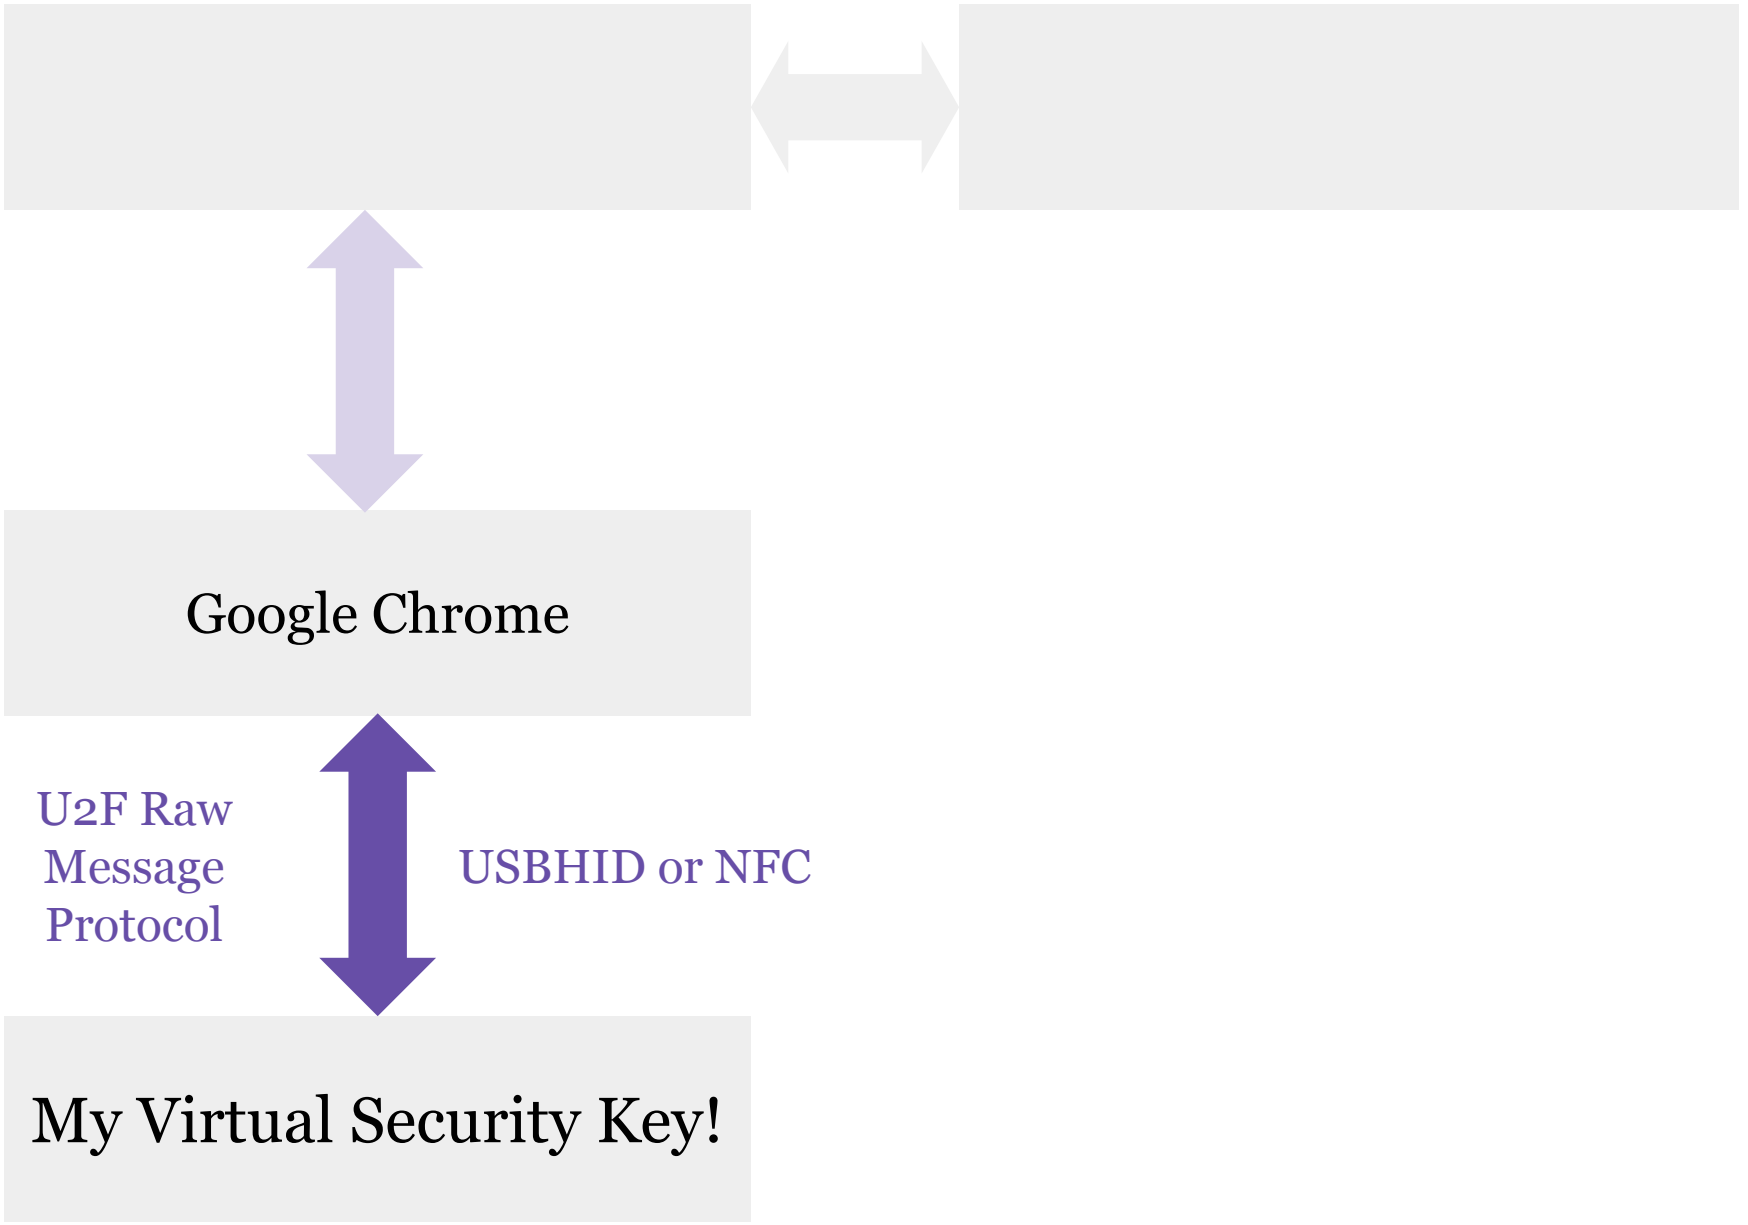 Google Chrome
U2F Raw
Message
Protocol
USBHID or NFC
My Virtual Security Key!